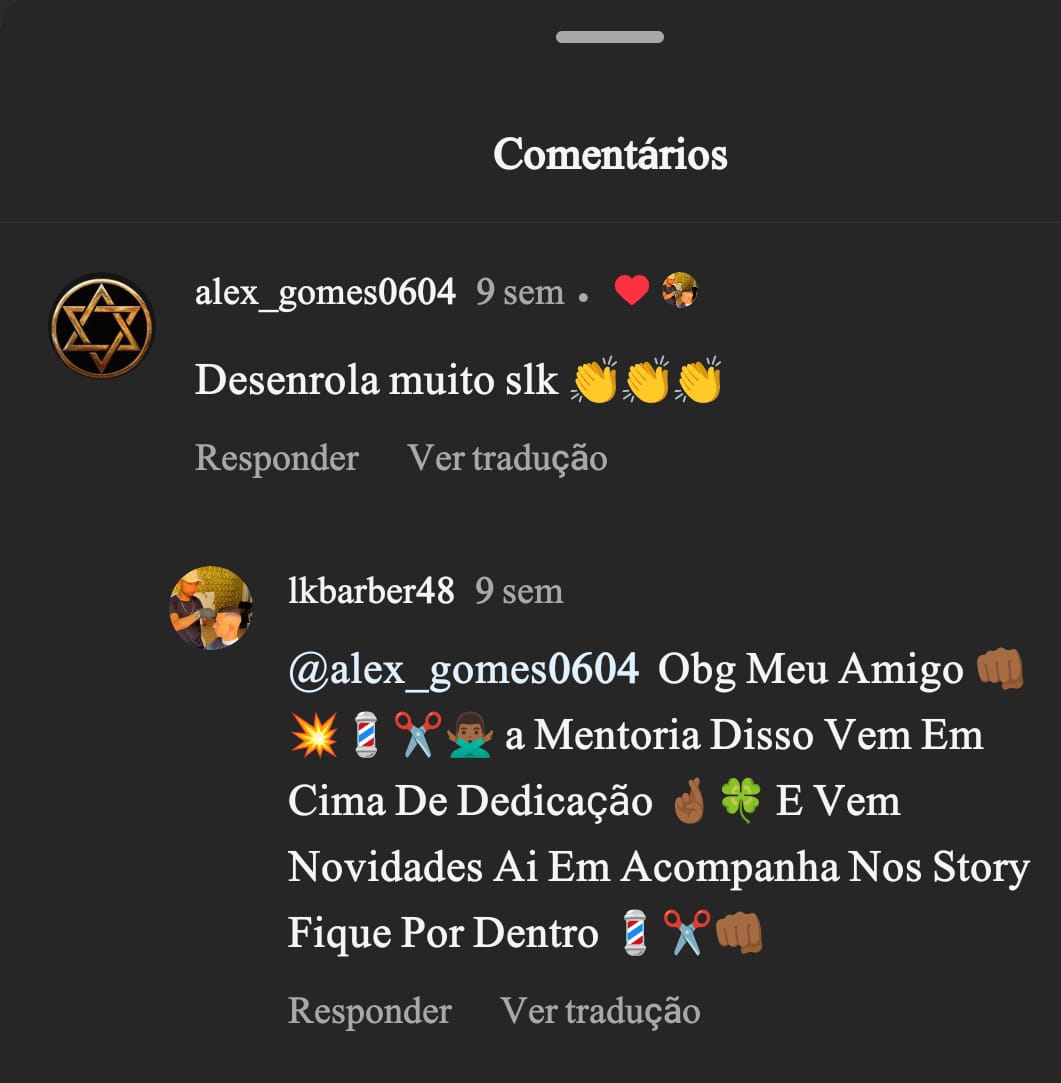 Comentários
alex_gomes0604 9 sem • ❤️
Desenrola muito slk 👏👏👏
Responder Ver tradução
lkbarber48 9 sem
@alex_gomes0604 Obg Meu Amigo 👊🏾
💥💈✂️🙅🏾‍♂️ a Mentoria Disso Vem Em
Cima De Dedicação 🤞🏾🍀 E Vem
Novidades Ai Em Acompanha Nos Story
Fique Por Dentro 💈✂️👊🏾
Responder Ver tradução